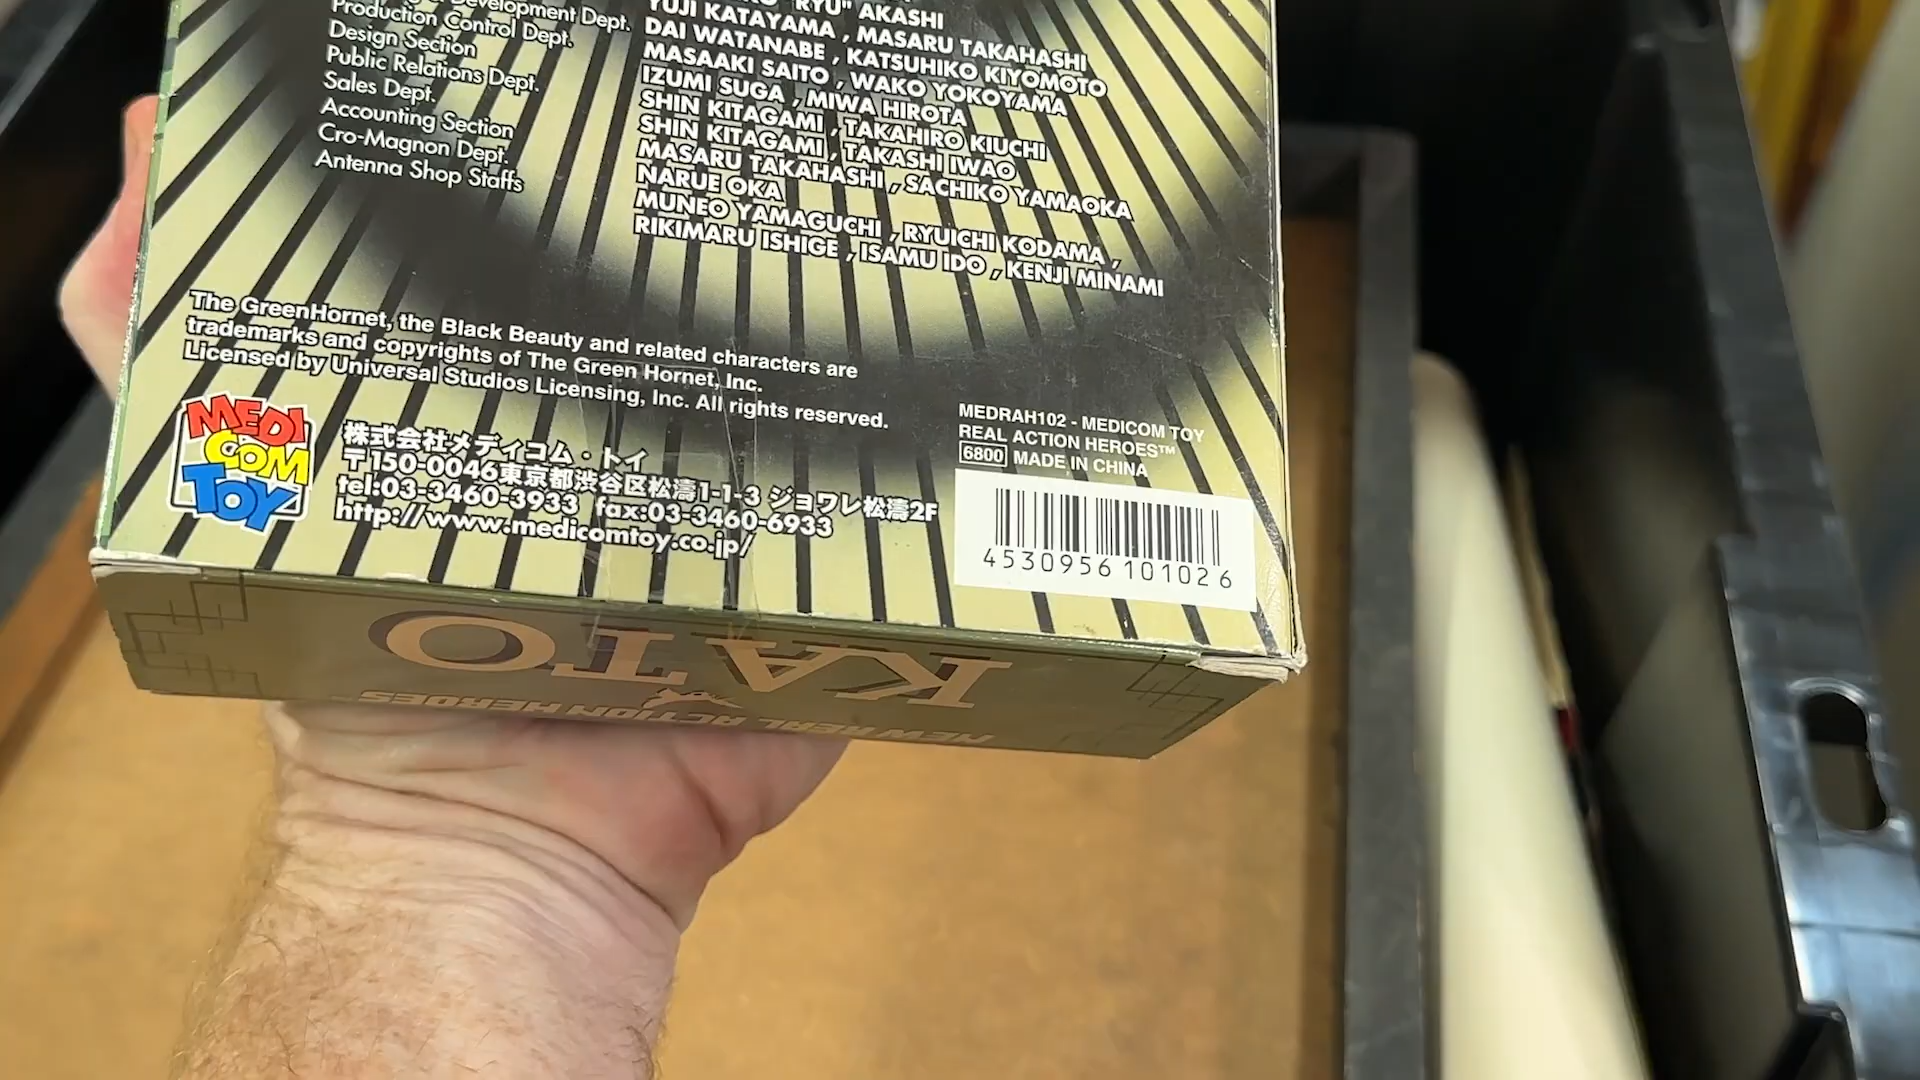 "RYU" AKASHI
Development Dept.
YUJI KATAYAMA , MASARU TAKAHASHI
Production Control Dept.
DAI WATANABE , KATSUHIKO KIYOMOTO
Design Section
MASAAKI SAITO , WAKO YOKOYAMA
Public Relations Dept.
IZUMI SUGA , MIWA HIROTA
Sales Dept.
SHIN KITAGAMI , TAKAHIRO KIUCHI
SHIN KITAGAMI , TAKASHI IWAO
Accounting Section
MASARU TAKAHASHI , SACHIKO YAMAOKA
Cro-Magnon Dept.
NARUE OKA
Antenna Shop Staffs
MUNEO YAMAGUCHI , RYUICHI KODAMA ,
RIKIMARU ISHIGE , ISAMU IDO , KENJI MINAMI
The GreenHornet, the Black Beauty and related characters are
trademarks and copyrights of The Green Hornet, Inc.
Licensed by Universal Studios Licensing, Inc. All rights reserved.
MEDI
COM
TOY
株式会社メディコム・トイ
〒150-0046東京都渋谷区松濤1-1-3 ジョワレ松濤2F
tel:03-3460-3933 fax:03-3460-6933
http://www.medicomtoy.co.jp/
MEDRAH102 - MEDICOM TOY
REAL ACTION HEROES™
6800 MADE IN CHINA
4530956101026
KATO
NEW REAL ACTION HEROES™